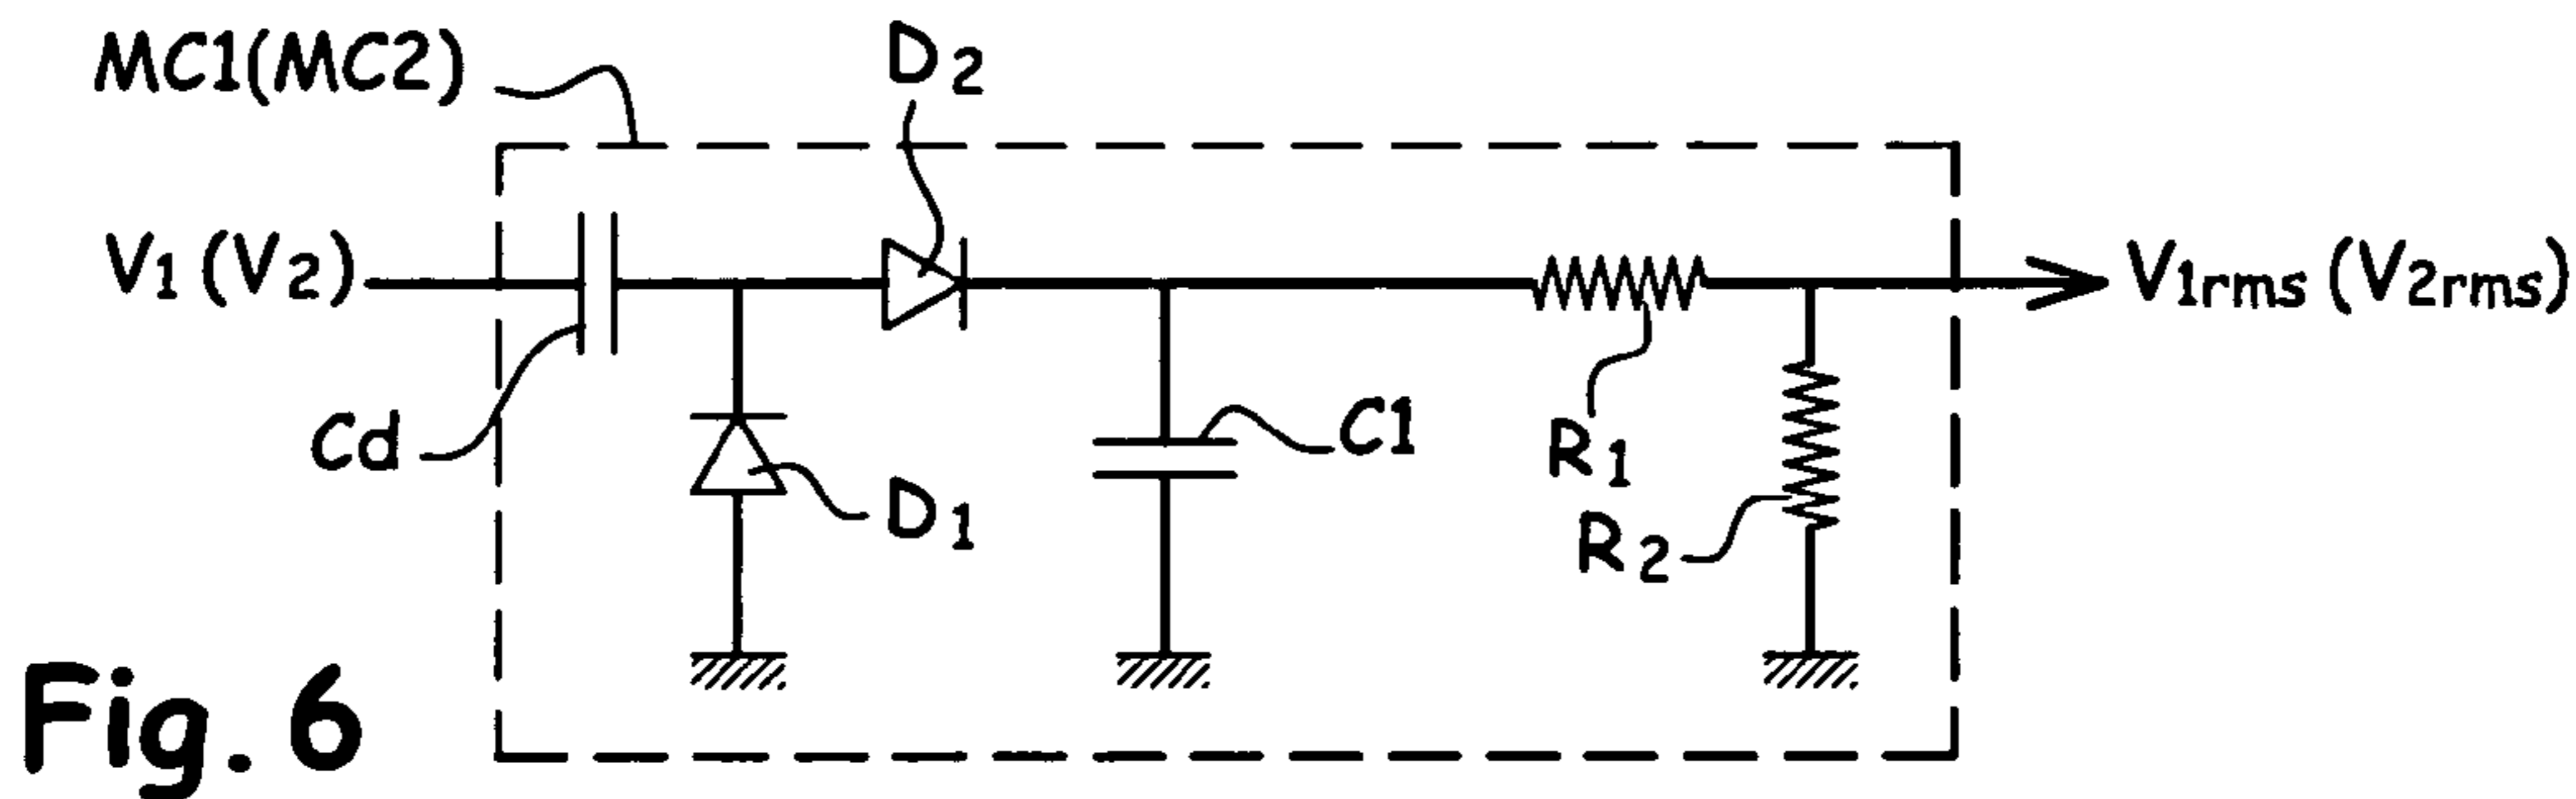 MC1(MC2)
D2
V1 (V2)
V1rms (V2rms)
Cd
D1
C1
R1
R2
Fig. 6